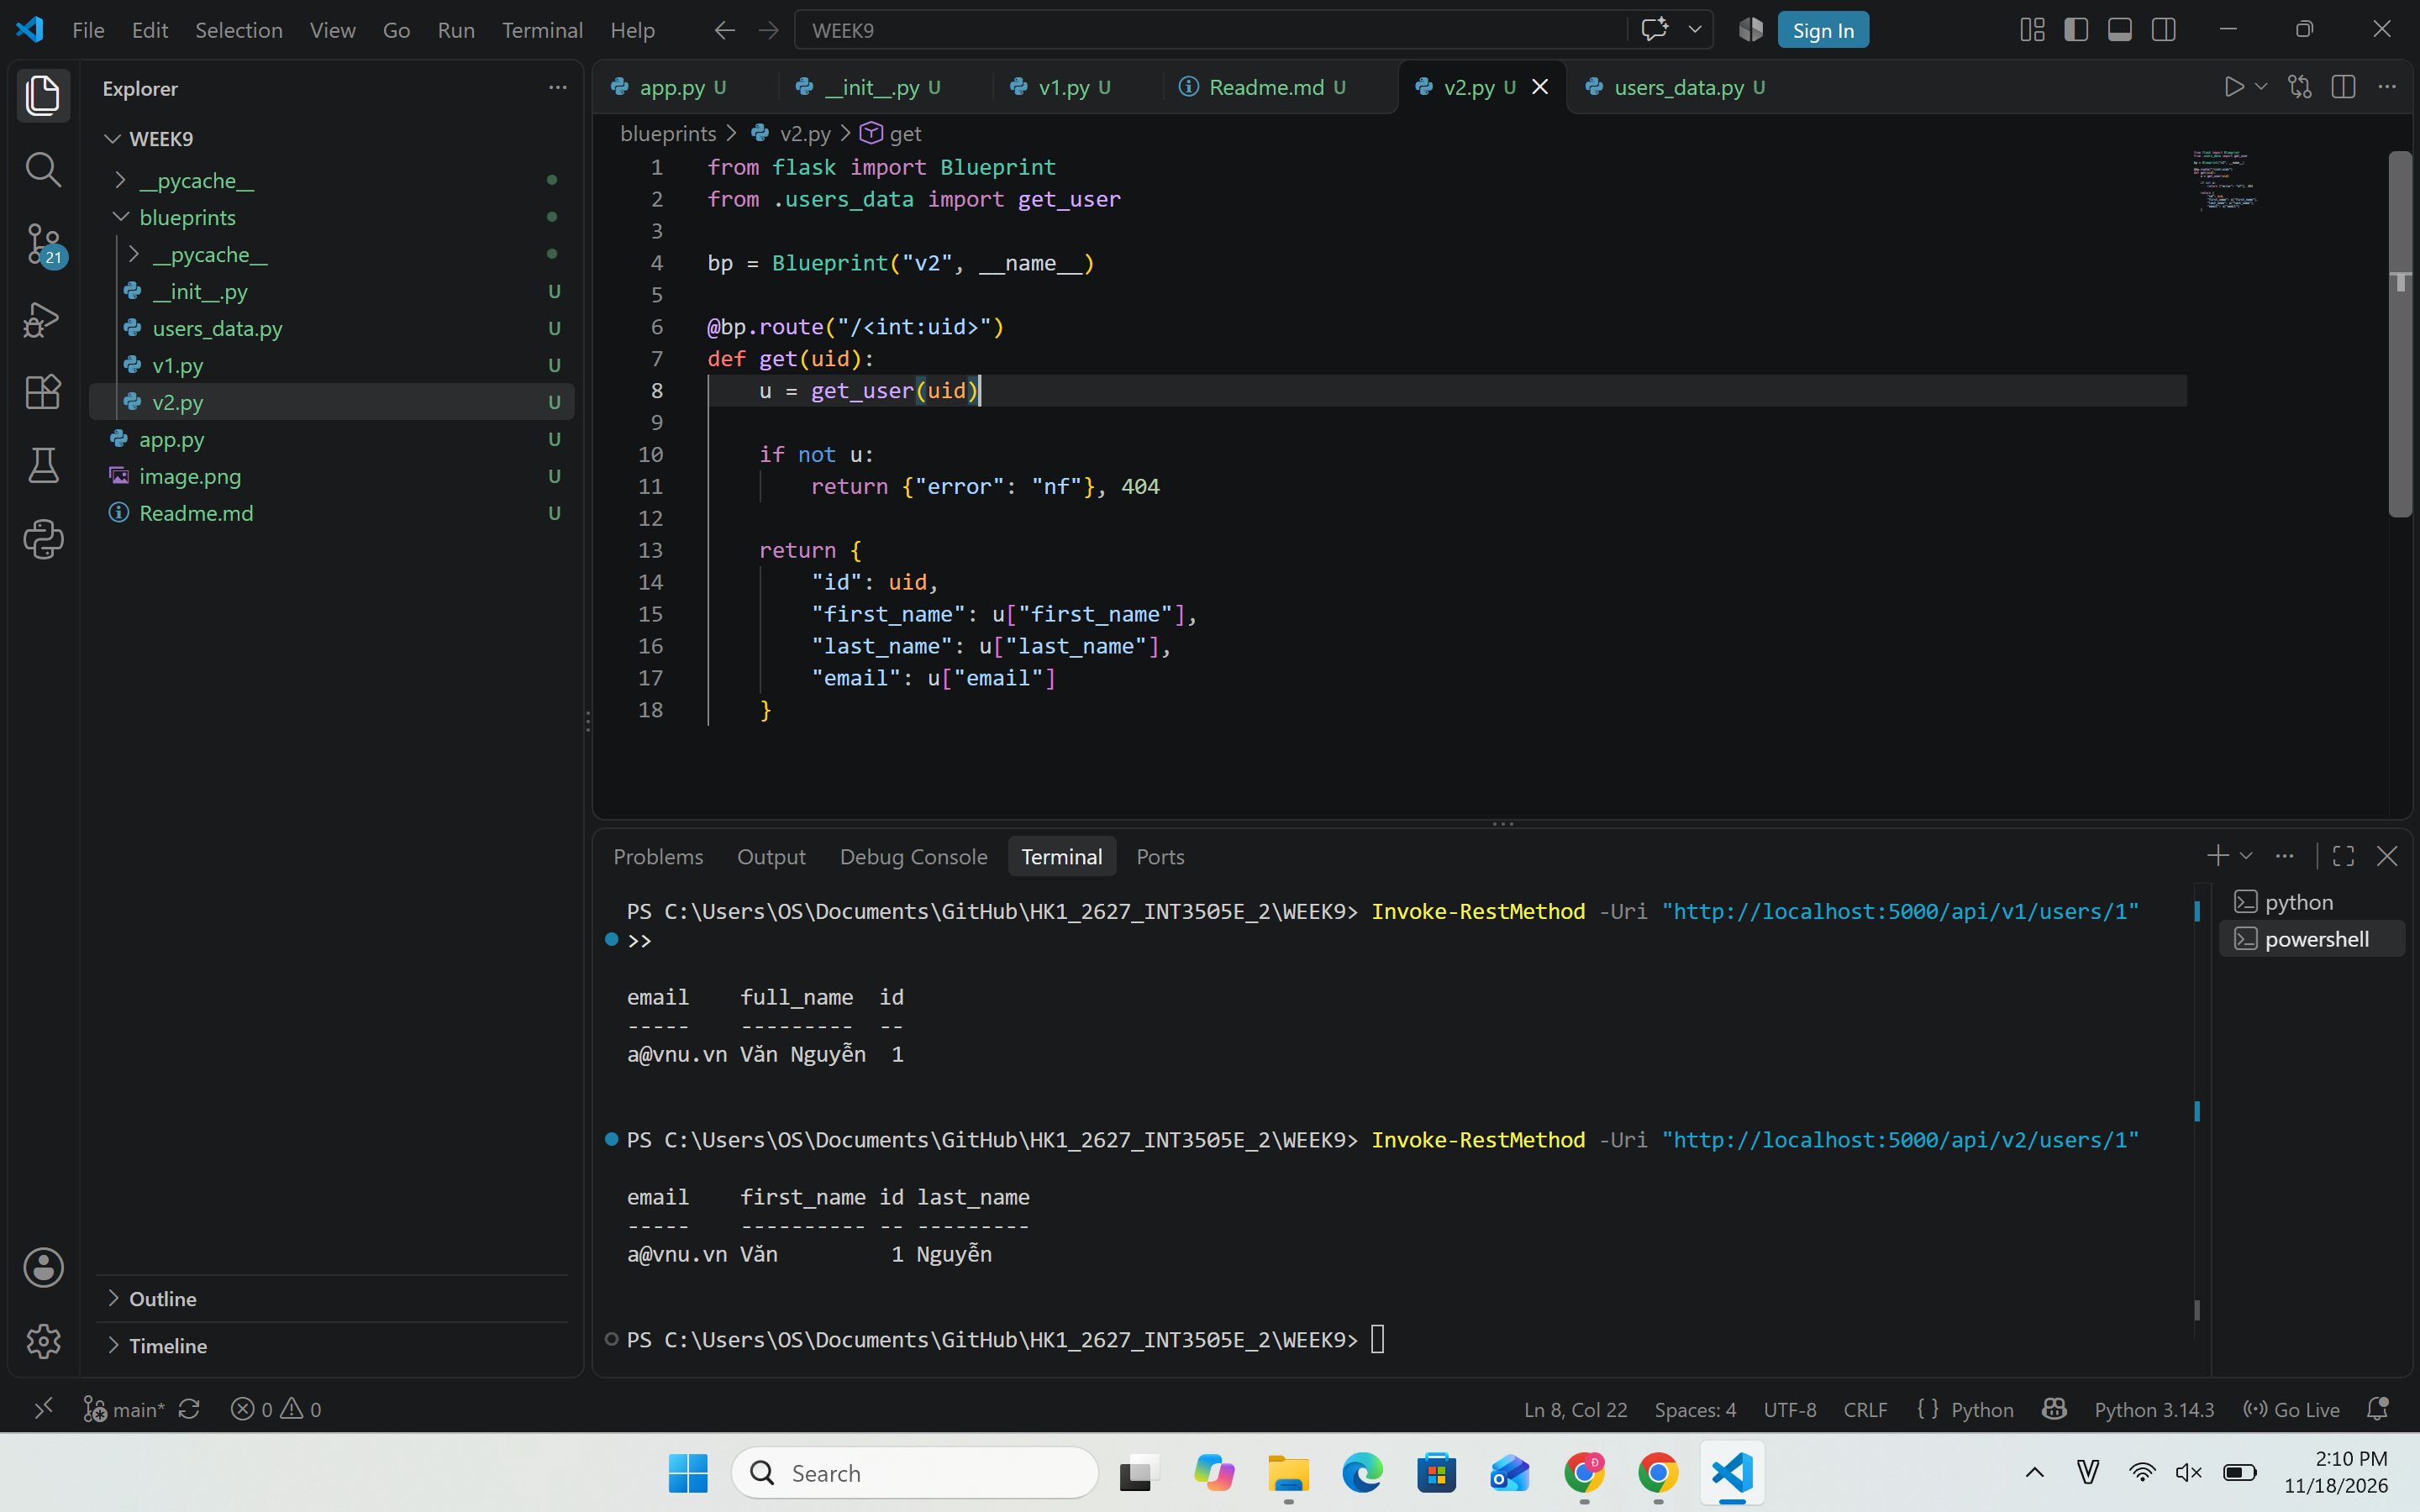 File Edit Selection View Go Run Terminal Help
WEEK9
Sign In
Explorer
WEEK9
__pycache__
blueprints
__pycache__
__init__.py U
users_data.py U
v1.py U
v2.py U
app.py U
image.png U
Readme.md U
21
Outline
Timeline
app.py U
__init__.py U
v1.py U
Readme.md U
v2.py U
users_data.py U
blueprints > v2.py > get
1 from flask import Blueprint
2 from .users_data import get_user
3
4 bp = Blueprint("v2", __name__)
5
6 @bp.route("/<int:uid>")
7 def get(uid):
8 u = get_user(uid)
9
10 if not u:
11 return {"error": "nf"}, 404
12
13 return {
14 "id": uid,
15 "first_name": u["first_name"],
16 "last_name": u["last_name"],
17 "email": u["email"]
18 }
Problems Output Debug Console Terminal Ports
PS C:\Users\OS\Documents\GitHub\HK1_2627_INT3505E_2\WEEK9> Invoke-RestMethod -Uri "http://localhost:5000/api/v1/users/1"
>>
email full_name id
----- --------- --
a@vnu.vn Văn Nguyễn 1
PS C:\Users\OS\Documents\GitHub\HK1_2627_INT3505E_2\WEEK9> Invoke-RestMethod -Uri "http://localhost:5000/api/v2/users/1"
email first_name id last_name
----- ---------- -- ---------
a@vnu.vn Văn 1 Nguyễn
PS C:\Users\OS\Documents\GitHub\HK1_2627_INT3505E_2\WEEK9>
python
powershell
main* 0 0
Ln 8, Col 22 Spaces: 4 UTF-8 CRLF {} Python Python 3.14.3 Go Live
Search
Đ
2:10 PM
11/18/2026